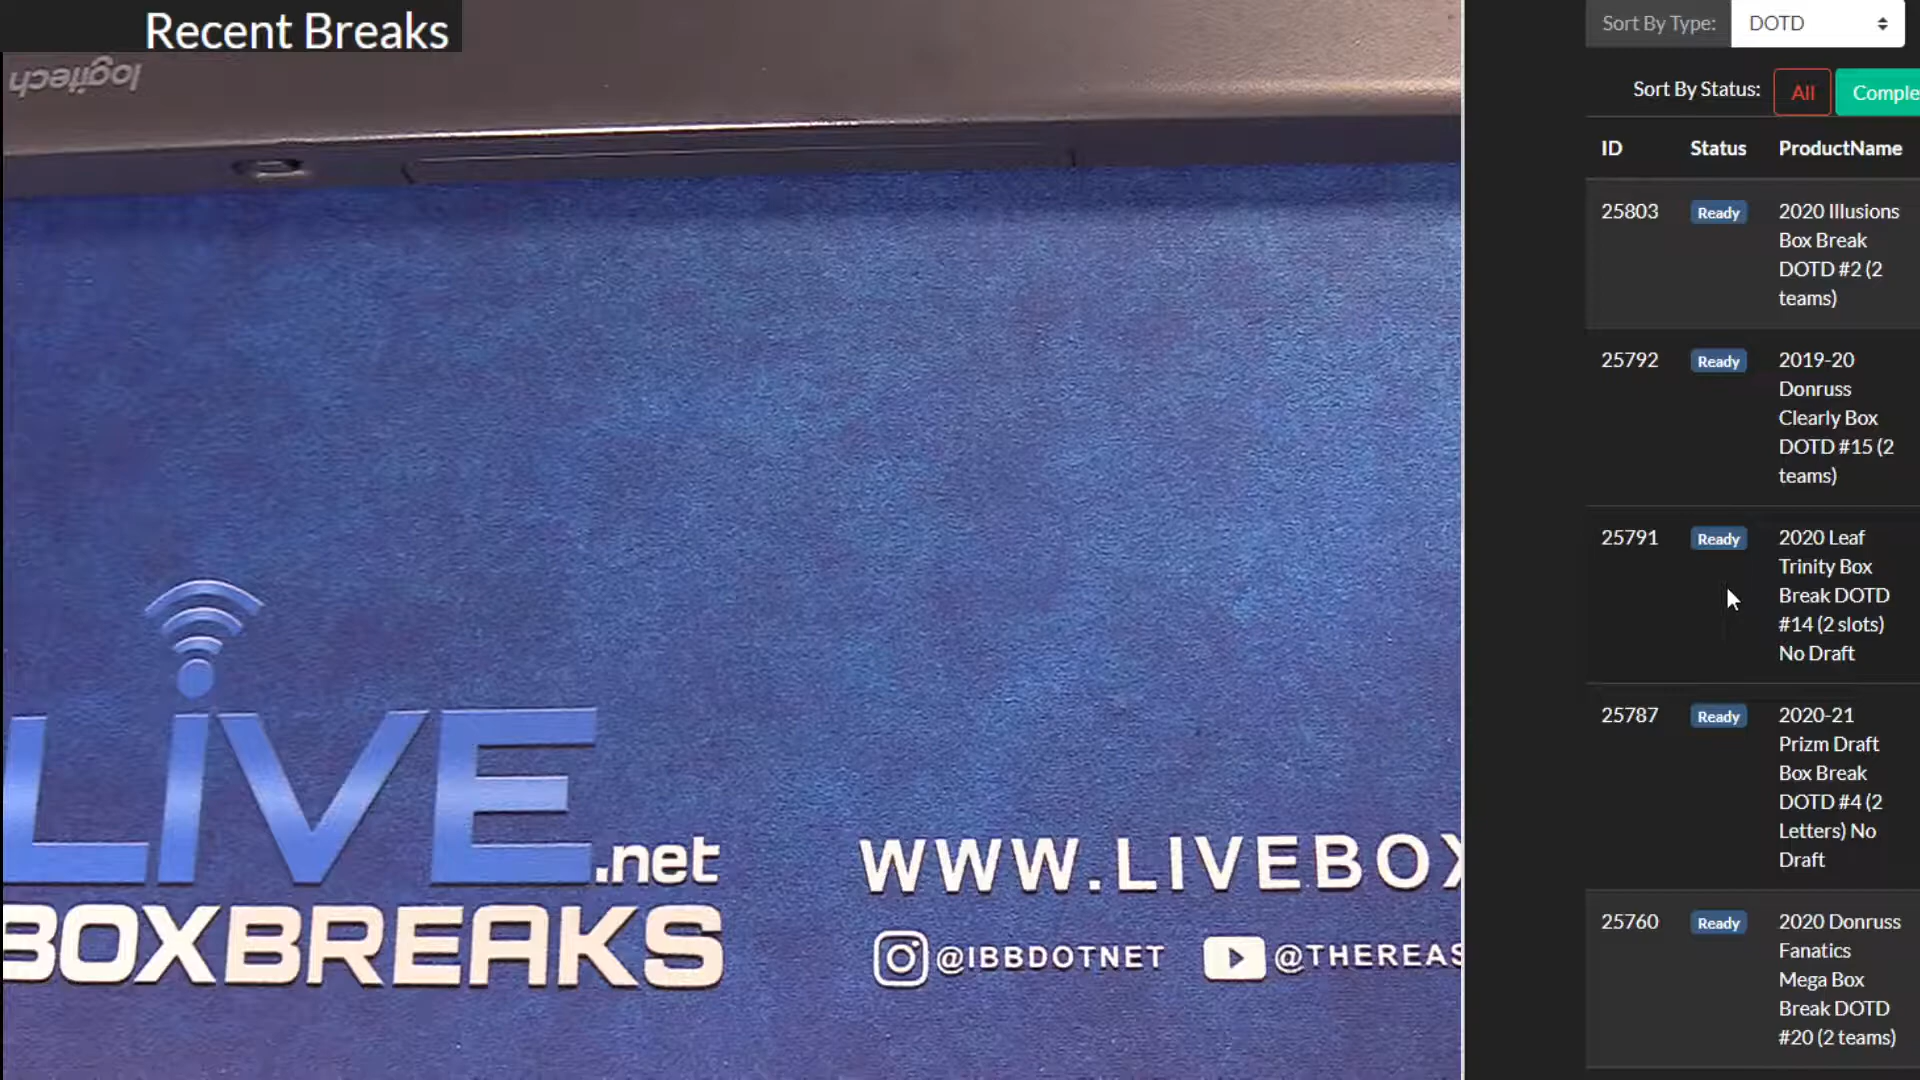 Recent Breaks
logitech
LIVE.net
BOXBREAKS
WWW.LIVEBOX
@IBBDOTNET @THEREAS
Sort By Type: DOTD
Sort By Status: All Comple
ID Status ProductName
25803 Ready 2020 Illusions
Box Break
DOTD #2 (2
teams)
25792 Ready 2019-20
Donruss
Clearly Box
DOTD #15 (2
teams)
25791 Ready 2020 Leaf
Trinity Box
Break DOTD
#14 (2 slots)
No Draft
25787 Ready 2020-21
Prizm Draft
Box Break
DOTD #4 (2
Letters) No
Draft
25760 Ready 2020 Donruss
Fanatics
Mega Box
Break DOTD
#20 (2 teams)